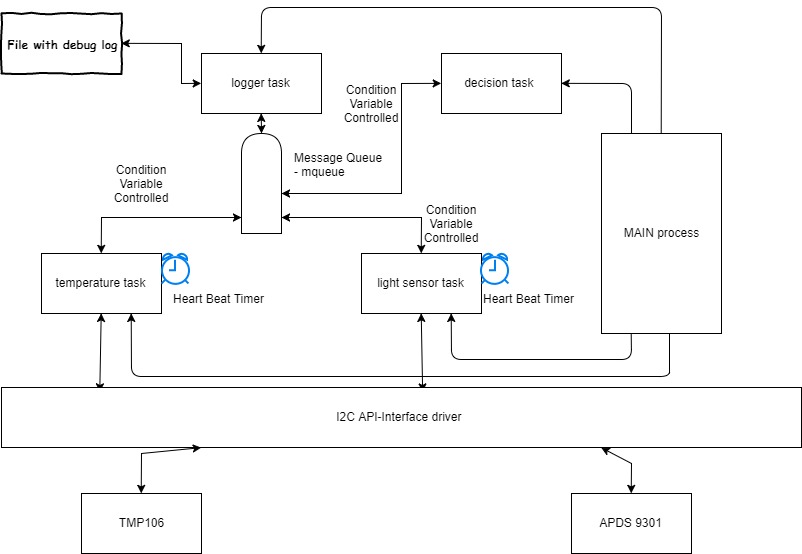 File with debug log
logger task
decision task
Condition
Variable
Controlled
Message Queue
- mqueue
Condition
Variable
Controlled
Condition
Variable
Controlled
MAIN process
temperature task
Heart Beat Timer
light sensor task
Heart Beat Timer
I2C API-Interface driver
TMP106
APDS 9301